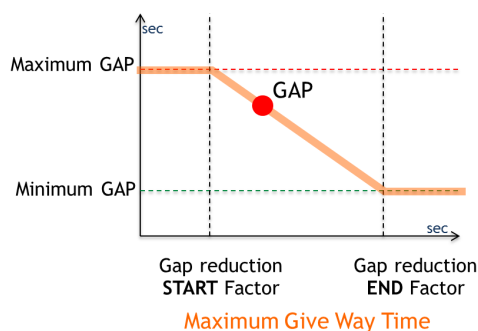 sec
Maximum GAP
GAP
Minimum GAP
sec
Gap reduction
START Factor
Gap reduction
END Factor
Maximum Give Way Time